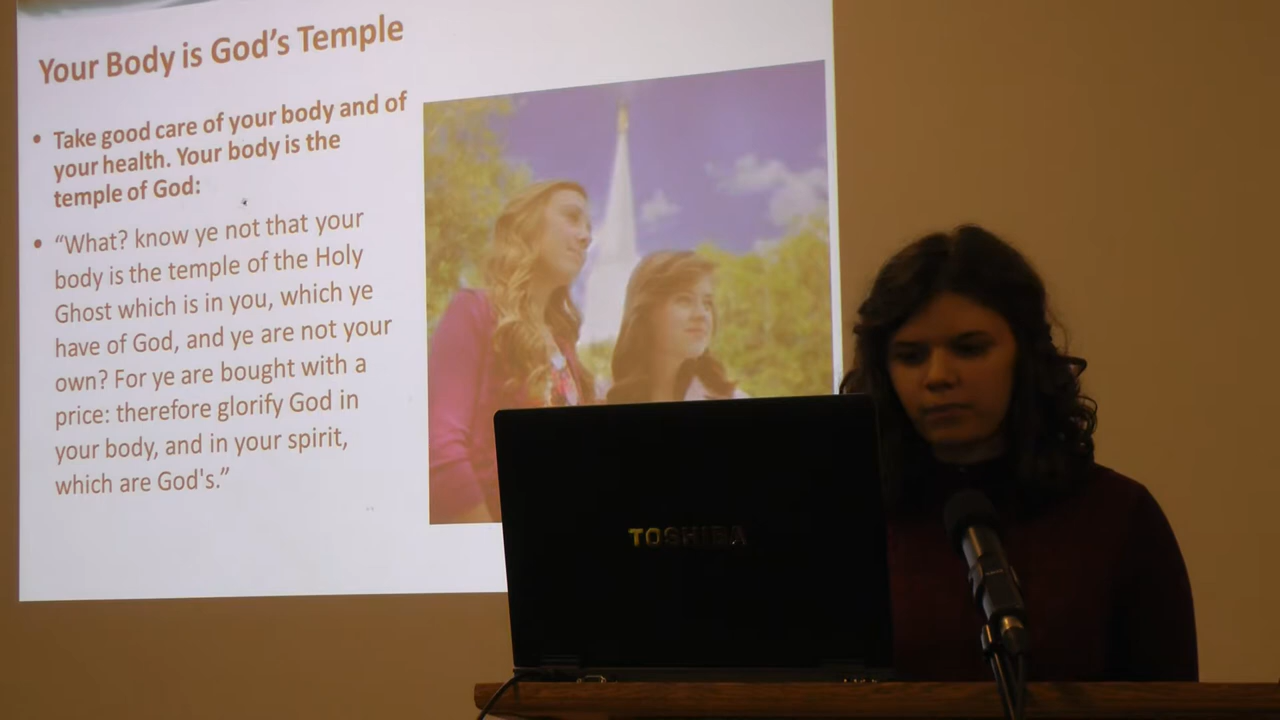 Your Body is God's Temple
• Take good care of your body and of
your health. Your body is the
temple of God:
• “What? know ye not that your
body is the temple of the Holy
Ghost which is in you, which ye
have of God, and ye are not your
own? For ye are bought with a
price: therefore glorify God in
your body, and in your spirit,
which are God's.”
TOSHIBA